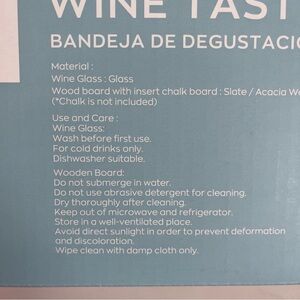 WINE TAST
BANDEJA DE DEGUSTACI
Material :
Wine Glass : Glass
Wood board with insert chalk board : Slate / Acacia We
(*Chalk is not included)
Use and Care :
Wine Glass:
Wash before first use.
For cold drinks only.
Dishwasher suitable.
Wooden Board:
Do not submerge in water.
Do not use abrasive detergent for cleaning.
Dry thoroughly after cleaning.
Keep out of microwave and refrigerator.
Store in a well-ventilated place.
Avoid direct sunlight in order to prevent deformation
and discoloration.
Wipe clean with damp cloth only.